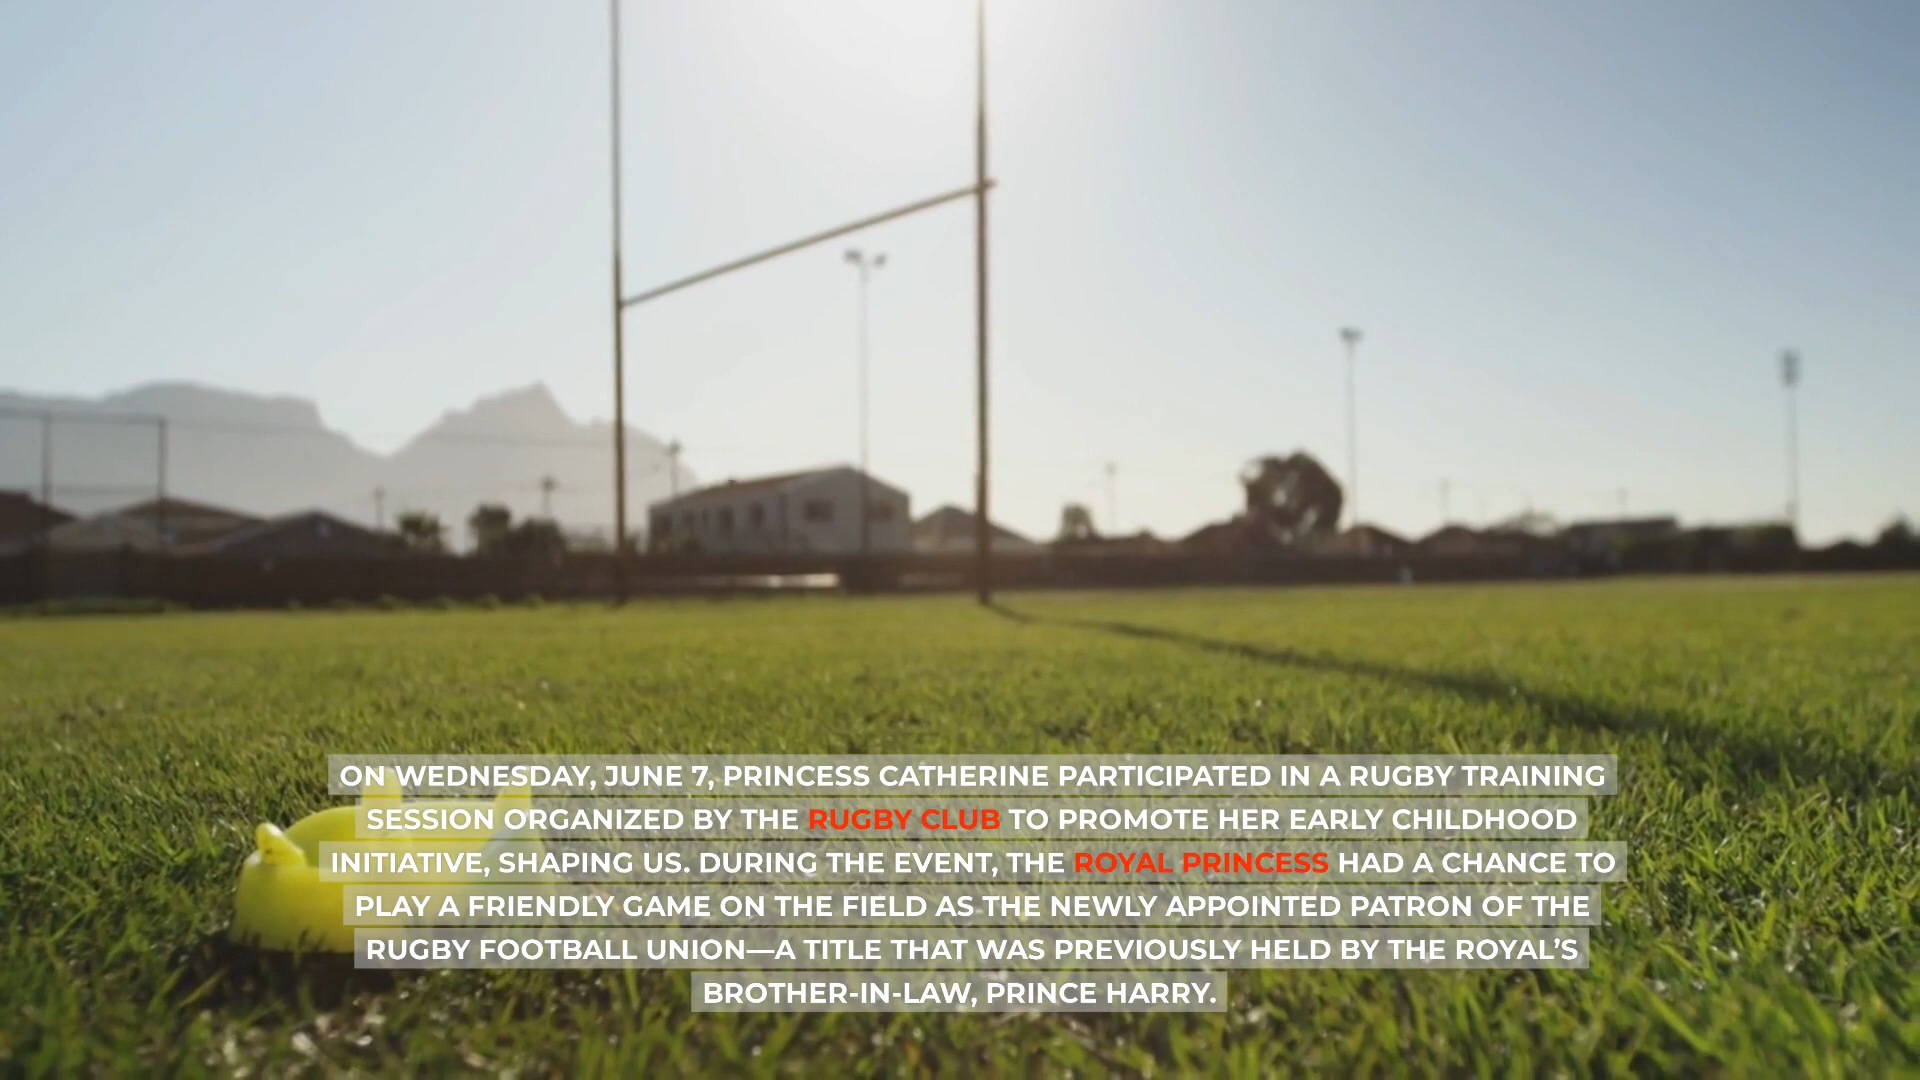 ON WEDNESDAY, JUNE 7, PRINCESS CATHERINE PARTICIPATED IN A RUGBY TRAINING
SESSION ORGANIZED BY THE RUGBY CLUB TO PROMOTE HER EARLY CHILDHOOD
INITIATIVE, SHAPING US. DURING THE EVENT, THE ROYAL PRINCESS HAD A CHANCE TO
PLAY A FRIENDLY GAME ON THE FIELD AS THE NEWLY APPOINTED PATRON OF THE
RUGBY FOOTBALL UNION—A TITLE THAT WAS PREVIOUSLY HELD BY THE ROYAL’S
BROTHER-IN-LAW, PRINCE HARRY.